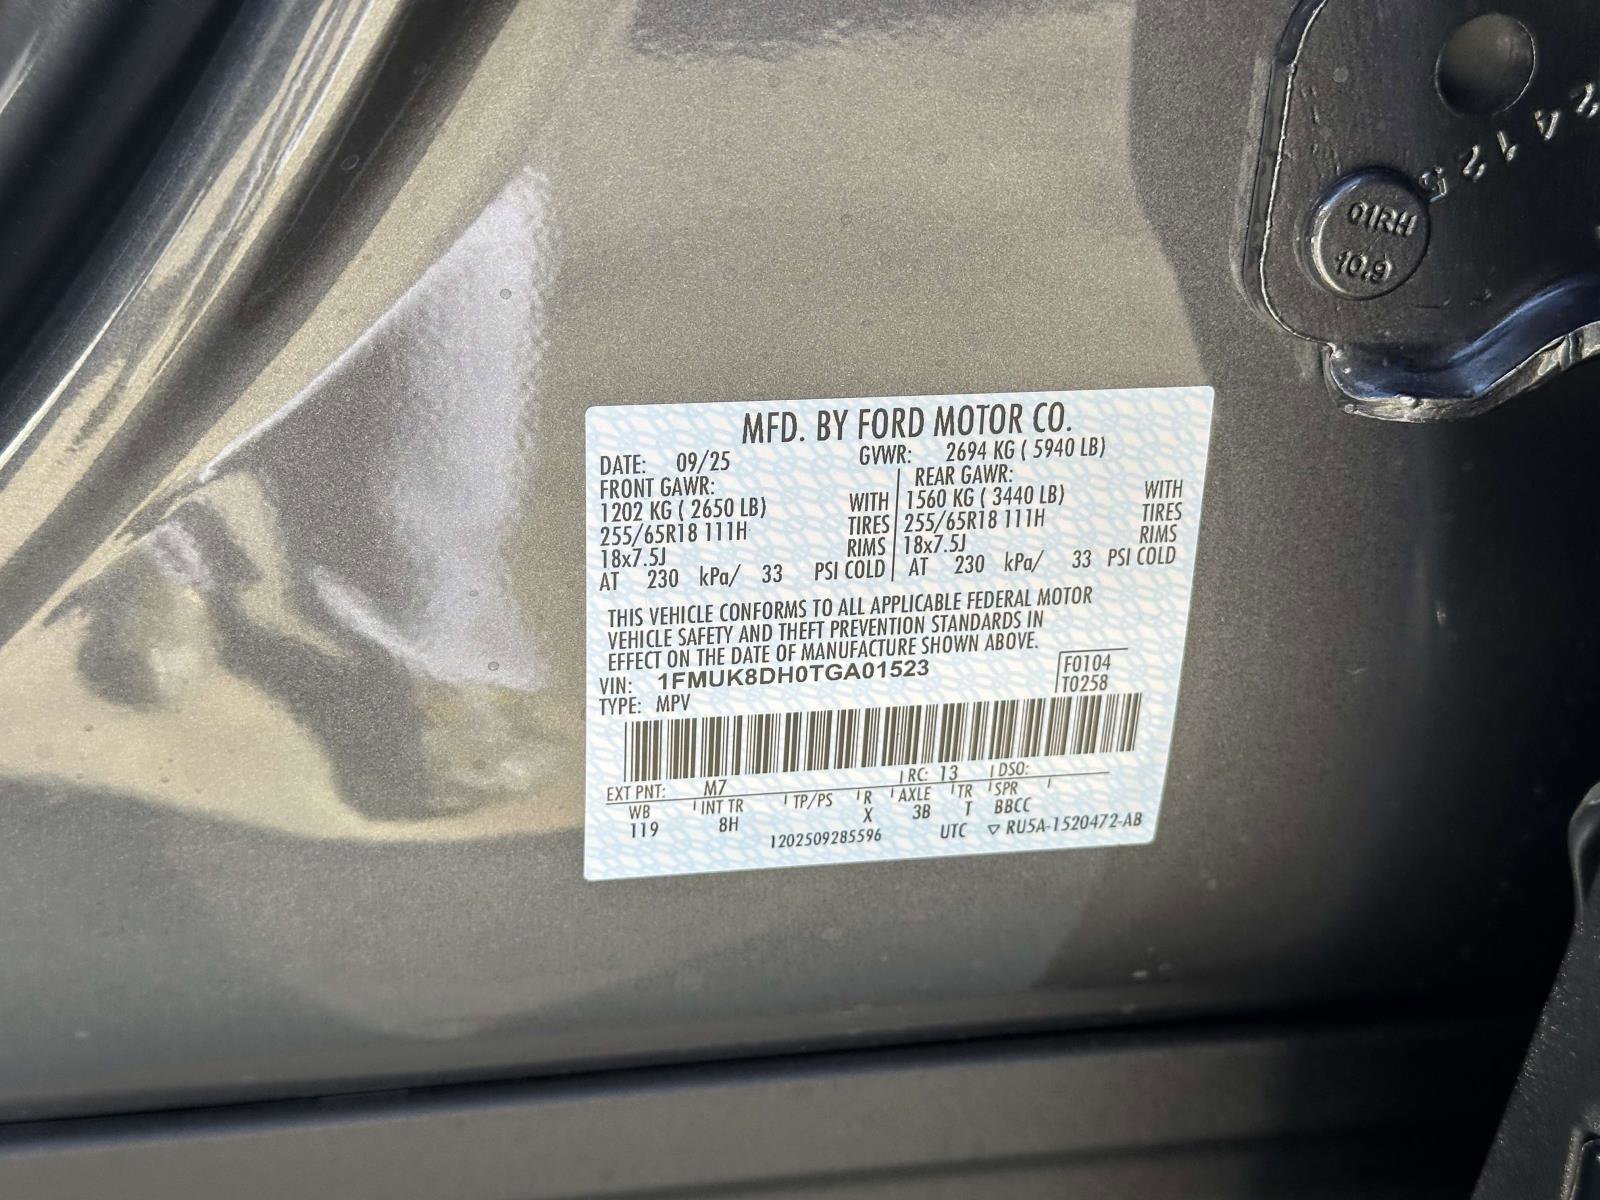 24125
01RH
10.9
MFD. BY FORD MOTOR CO.
DATE: 09/25 GVWR: 2694 KG ( 5940 LB)
FRONT GAWR: REAR GAWR:
1202 KG ( 2650 LB) WITH 1560 KG ( 3440 LB) WITH
255/65R18 111H TIRES 255/65R18 111H TIRES
18x7.5J RIMS 18x7.5J RIMS
AT 230 kPa/ 33 PSI COLD AT 230 kPa/ 33 PSI COLD
THIS VEHICLE CONFORMS TO ALL APPLICABLE FEDERAL MOTOR
VEHICLE SAFETY AND THEFT PREVENTION STANDARDS IN
EFFECT ON THE DATE OF MANUFACTURE SHOWN ABOVE.
VIN: 1FMUK8DH0TGA01523 F0104
TYPE: MPV T0258
EXT PNT: M7 RC: 13 DSO:
WB INT TR TP/PS R AXLE TR SPR
119 8H X 3B T BBCC
1202509285596 UTC ▽ RU5A-1520472-AB